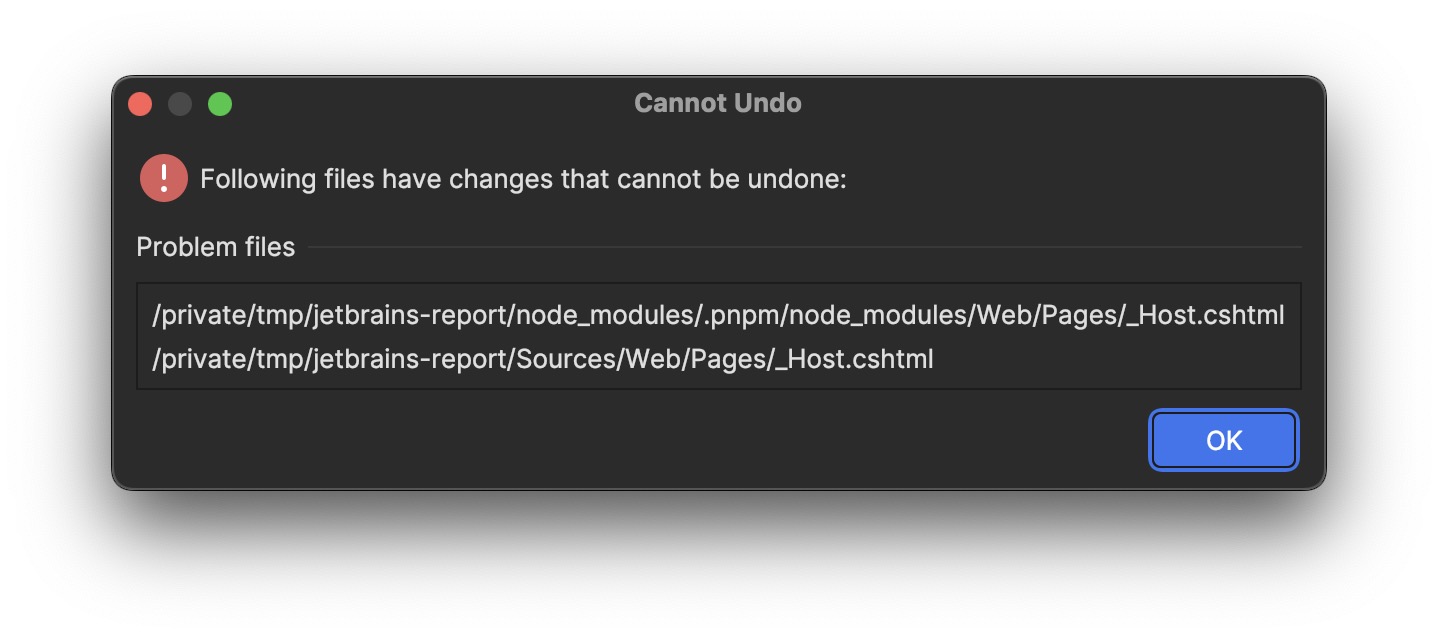 Cannot Undo
Following files have changes that cannot be undone:
Problem files
/private/tmp/jetbrains-report/node_modules/.pnpm/node_modules/Web/Pages/_Host.cshtml
/private/tmp/jetbrains-report/Sources/Web/Pages/_Host.cshtml
OK